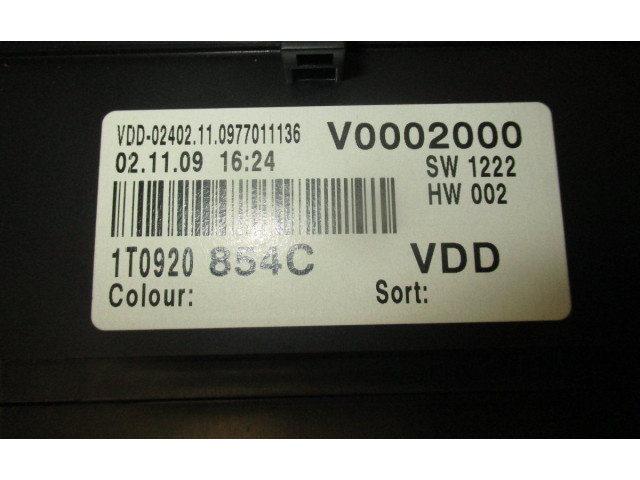 VDD-02402.11.0977011136 V0002000
02.11.09 16:24 SW 1222
HW 002
1T0920 854C VDD
Colour: Sort: